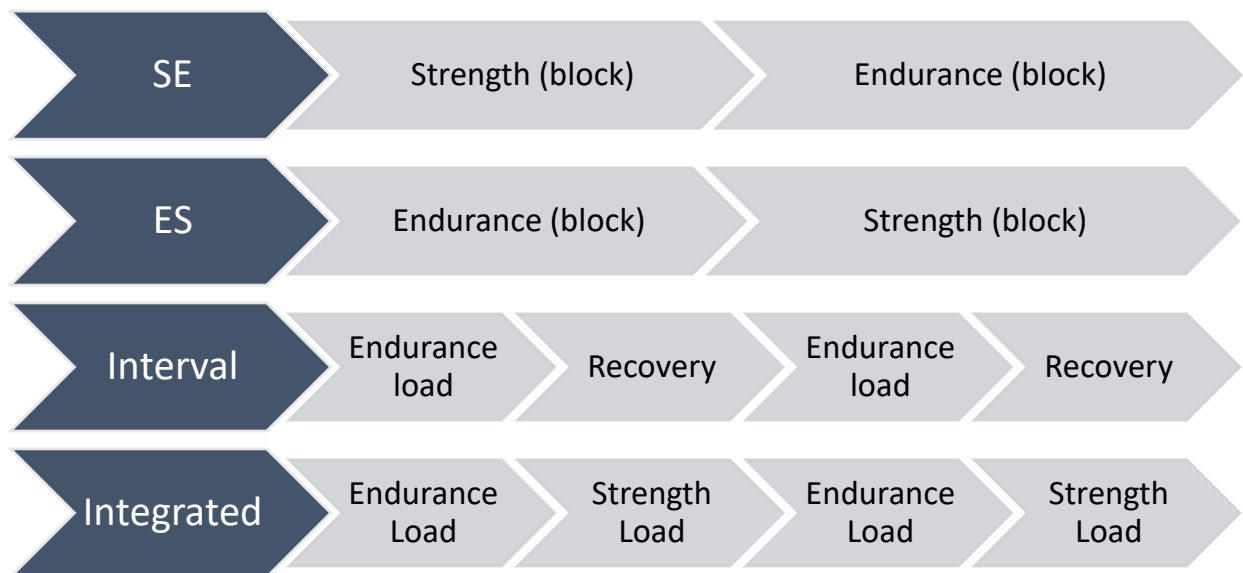 SE
Strength (block)
Endurance (block)
ES
Endurance (block)
Strength (block)
Interval
Endurance
load
Recovery
Endurance
load
Recovery
Integrated
Endurance
Load
Strength
Load
Endurance
Load
Strength
Load